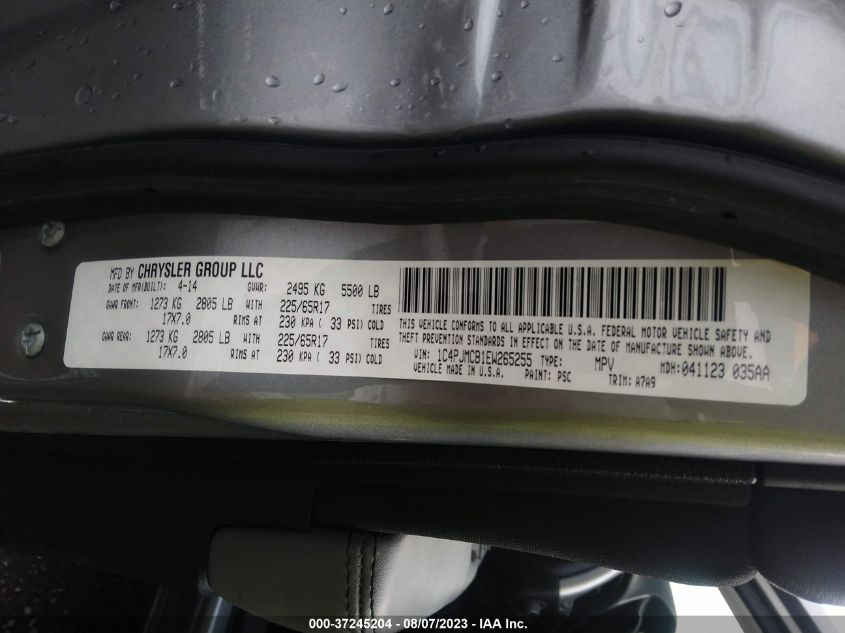 MFD BY CHRYSLER GROUP LLC
DATE OF MFR(BUILT): 4-14 GVWR: 2495 KG 5500 LB
GAWR FRONT: 1273 KG 2805 LB WITH 225/65R17 TIRES
17X7.0 RIMS AT 230 KPA ( 33 PSI) COLD
GAWR REAR: 1273 KG 2805 LB WITH 225/65R17 TIRES
17X7.0 RIMS AT 230 KPA ( 33 PSI) COLD
THIS VEHICLE CONFORMS TO ALL APPLICABLE U.S.A. FEDERAL MOTOR VEHICLE SAFETY AND
THEFT PREVENTION STANDARDS IN EFFECT ON THE DATE OF MANUFACTURE SHOWN ABOVE.
VIN: 1C4PJMCB1EW265255 TYPE: MPV MDH:041123 035AA
VEHICLE MADE IN U.S.A. PAINT: PSC TRIM: A7A9
000-37245204 - 08/07/2023 - IAA Inc.